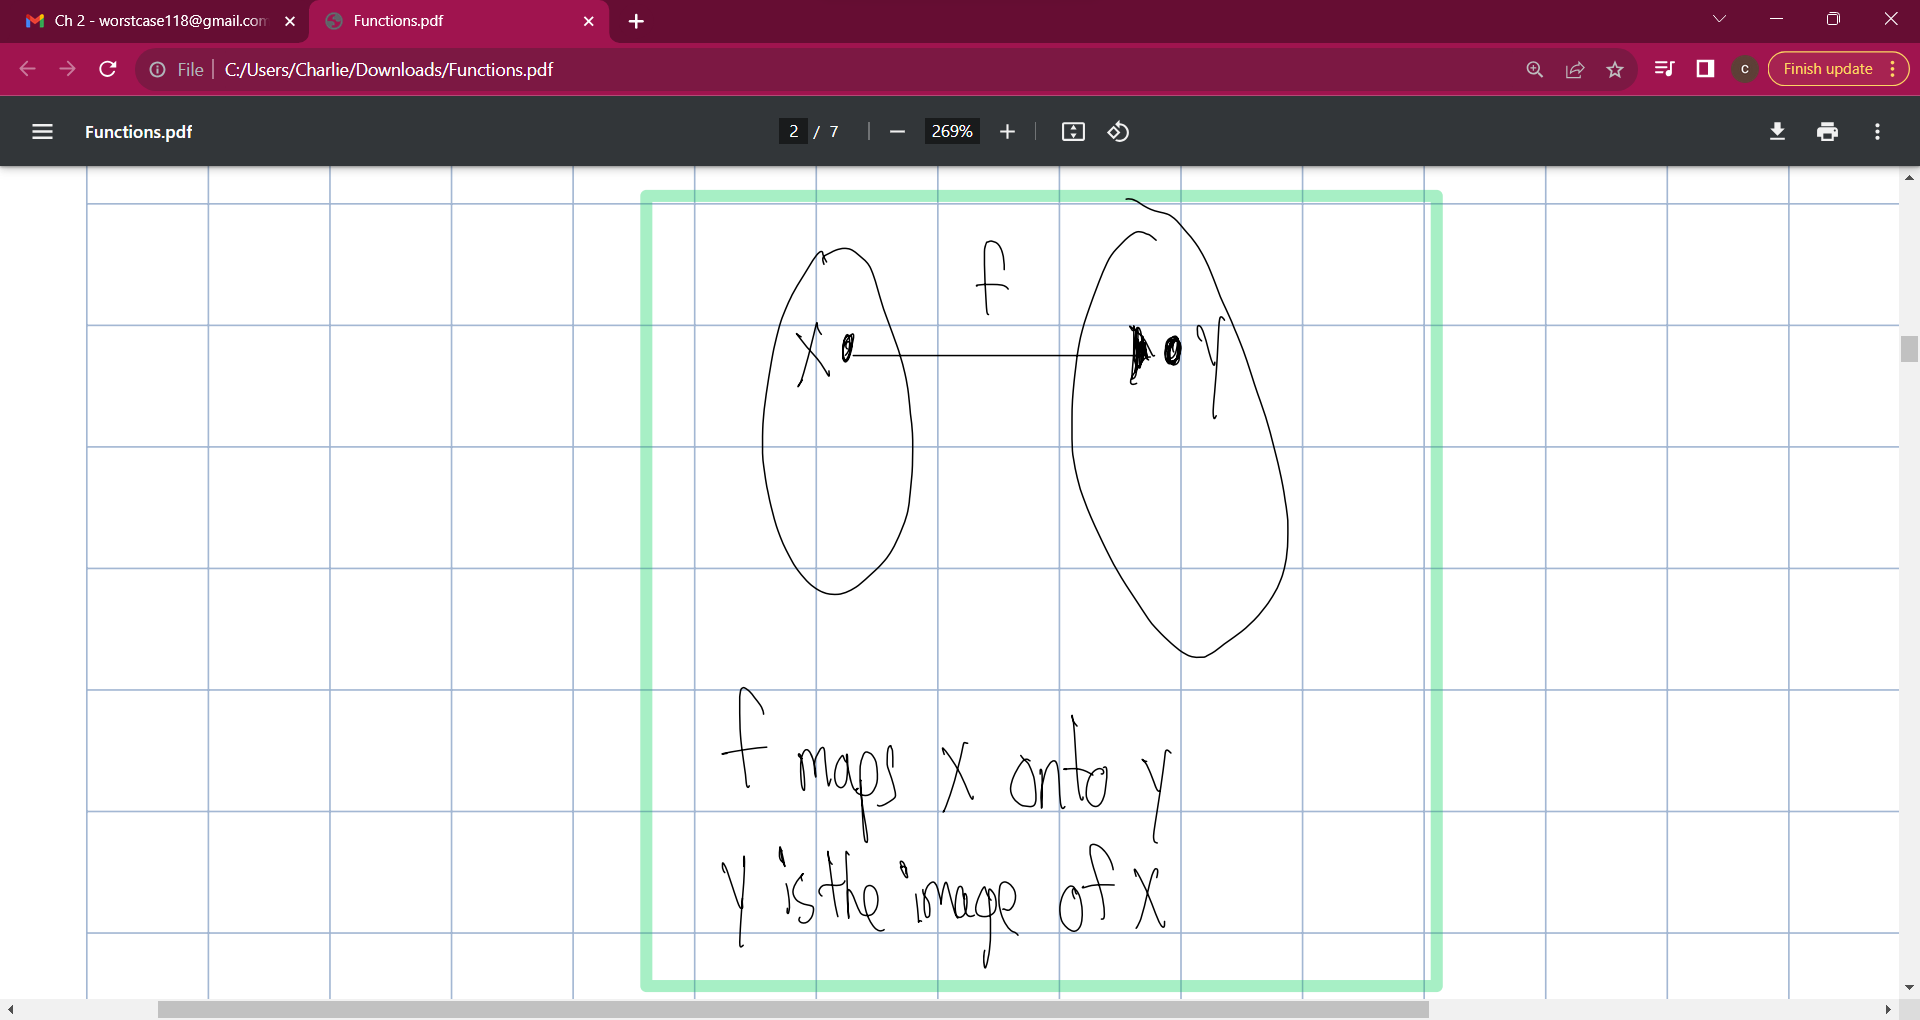 Ch 2 - worstcase118@gmail.com
Functions.pdf
File
C:/Users/Charlie/Downloads/Functions.pdf
C
Finish update
Functions.pdf
2 / 7
269%
f
x
y
f maps x onto y
y is the image of x